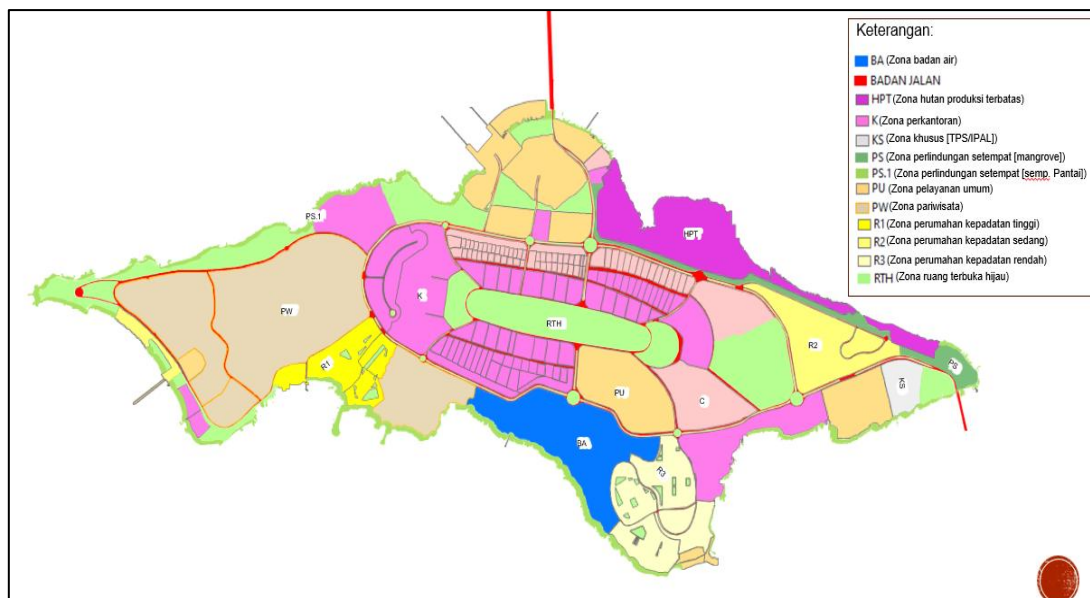 Keterangan:
BA (Zona badan air)
BADAN JALAN
HPT (Zona hutan produksi terbatas)
K (Zona perkantoran)
KS (Zona khusus [TPS/IPAL])
PS (Zona perlindungan setempat [mangrove])
PS.1 (Zona perlindungan setempat [semp. Pantai])
PU (Zona pelayanan umum)
PW (Zona pariwisata)
R1 (Zona perumahan kepadatan tinggi)
R2 (Zona perumahan kepadatan sedang)
R3 (Zona perumahan kepadatan rendah)
RTH (Zona ruang terbuka hijau)
PS.1
HPT
K
PW
RTH
R2
R1
PS
KS
PU
C
BA
R3